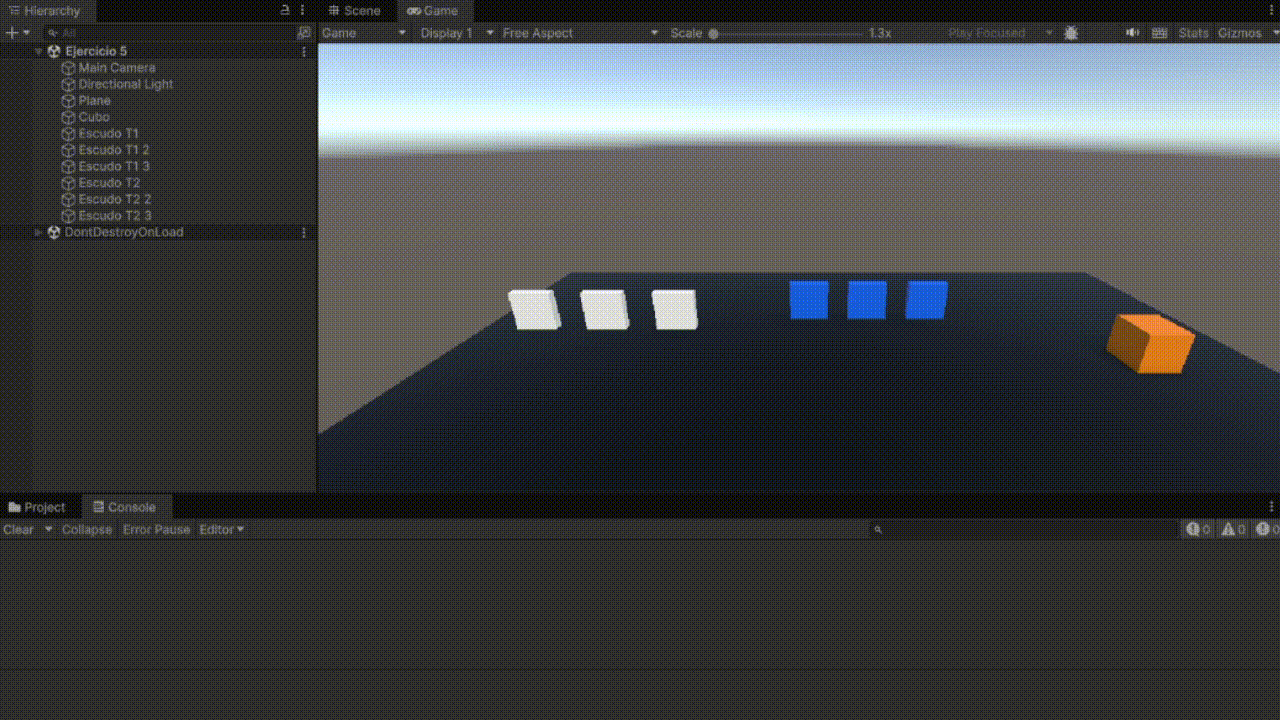 Hierarchy
All
Ejercicio 5
Main Camera
Directional Light
Plane
Cubo
Escudo T1
Escudo T1 2
Escudo T1 3
Escudo T2
Escudo T2 2
Escudo T2 3
DontDestroyOnLoad
Scene Game
Game Display 1 Free Aspect Scale 1.3x Play Focused Stats Gizmos
Project Console
Clear Collapse Error Pause Editor 0 0 0